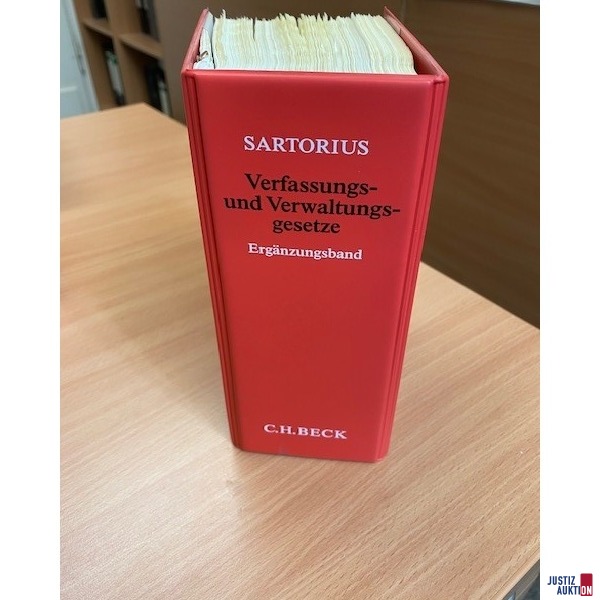 SARTORIUS
Verfassungs-
und Verwaltungs-
gesetze
Ergänzungsband
C.H.BECK
JUSTIZ
AUKTION